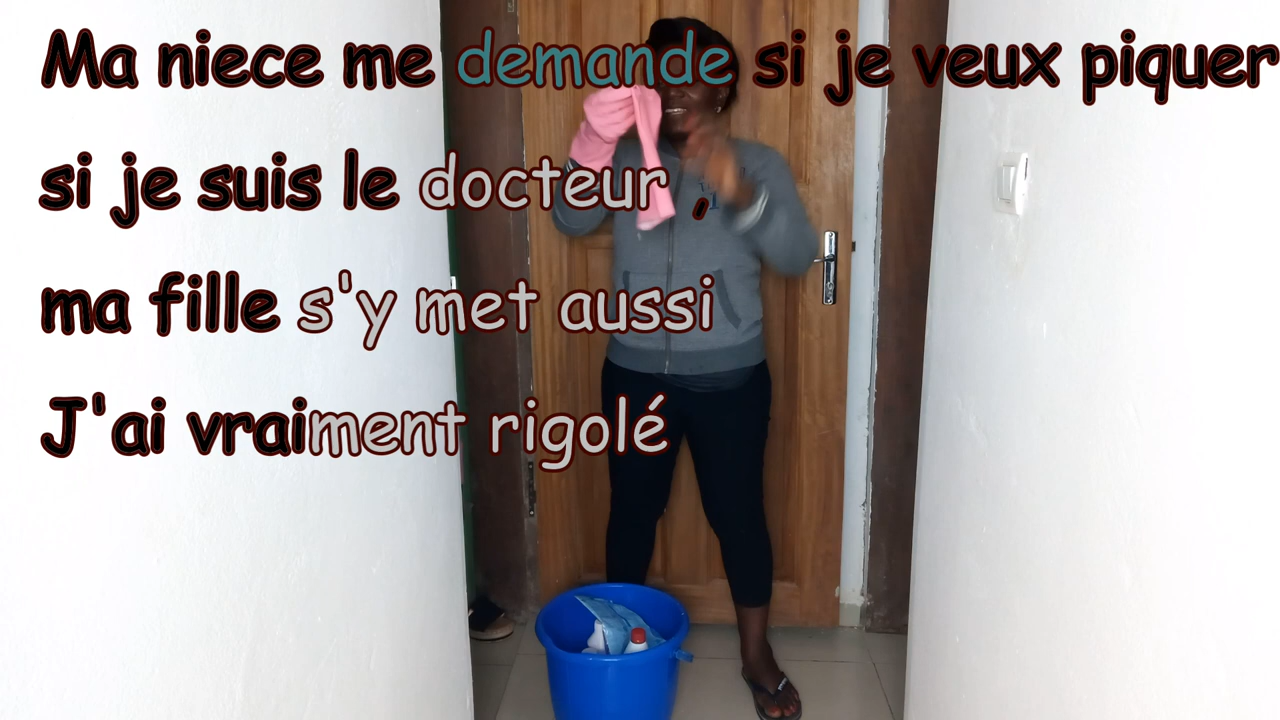 Ma niece me demande si je veux piquer
si je suis le docteur ,
ma fille s'y met aussi
J'ai vraiment rigolé